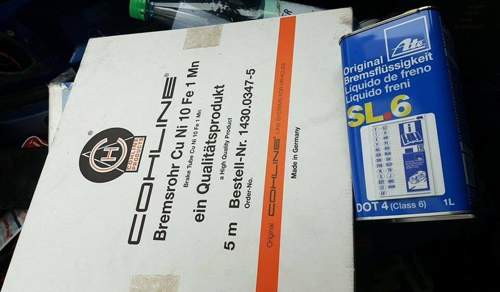 COHLINE®
Bremsrohr Cu Ni 10 Fe 1 Mn
Brake Tube Cu Ni 10 Fe 1 Mn
ein Qualitätsprodukt
a High Quality Product
5 m Bestell-Nr. 1430.0347-5
Order-No.
Made in Germany
Original COHLINE
Ate
Original
Bremsflüssigkeit
Líquido de freno
Liquido freni
SL.6
DOT 4 (Class 6)
1L